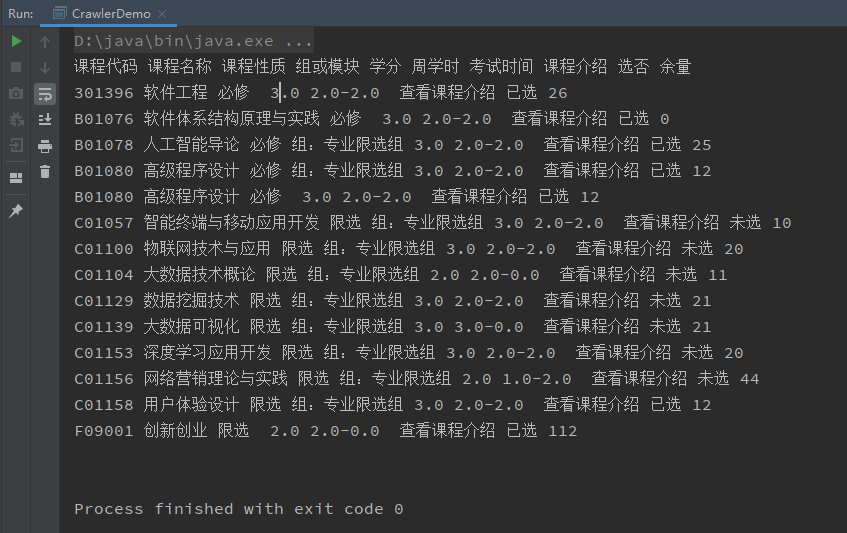 Run: CrawlerDemo
D:\java\bin\java.exe ...
课程代码 课程名称 课程性质 组或模块 学分 周学时 考试时间 课程介绍 选否 余量
301396 软件工程 必修 3.0 2.0-2.0 查看课程介绍 已选 26
B01076 软件体系结构原理与实践 必修 3.0 2.0-2.0 查看课程介绍 已选 0
B01078 人工智能导论 必修 组：专业限选组 3.0 2.0-2.0 查看课程介绍 已选 25
B01080 高级程序设计 必修 组：专业限选组 3.0 2.0-2.0 查看课程介绍 已选 12
B01080 高级程序设计 必修 3.0 2.0-2.0 查看课程介绍 已选 12
C01057 智能终端与移动应用开发 限选 组：专业限选组 3.0 2.0-2.0 查看课程介绍 未选 10
C01100 物联网技术与应用 限选 组：专业限选组 3.0 2.0-2.0 查看课程介绍 未选 20
C01104 大数据技术概论 限选 组：专业限选组 2.0 2.0-0.0 查看课程介绍 未选 11
C01129 数据挖掘技术 限选 组：专业限选组 3.0 2.0-2.0 查看课程介绍 未选 21
C01139 大数据可视化 限选 组：专业限选组 3.0 3.0-0.0 查看课程介绍 未选 21
C01153 深度学习应用开发 限选 组：专业限选组 3.0 2.0-2.0 查看课程介绍 未选 20
C01156 网络营销理论与实践 限选 组：专业限选组 2.0 1.0-2.0 查看课程介绍 未选 44
C01158 用户体验设计 限选 组：专业限选组 3.0 2.0-2.0 查看课程介绍 已选 12
F09001 创新创业 限选 2.0 2.0-0.0 查看课程介绍 已选 112
Process finished with exit code 0